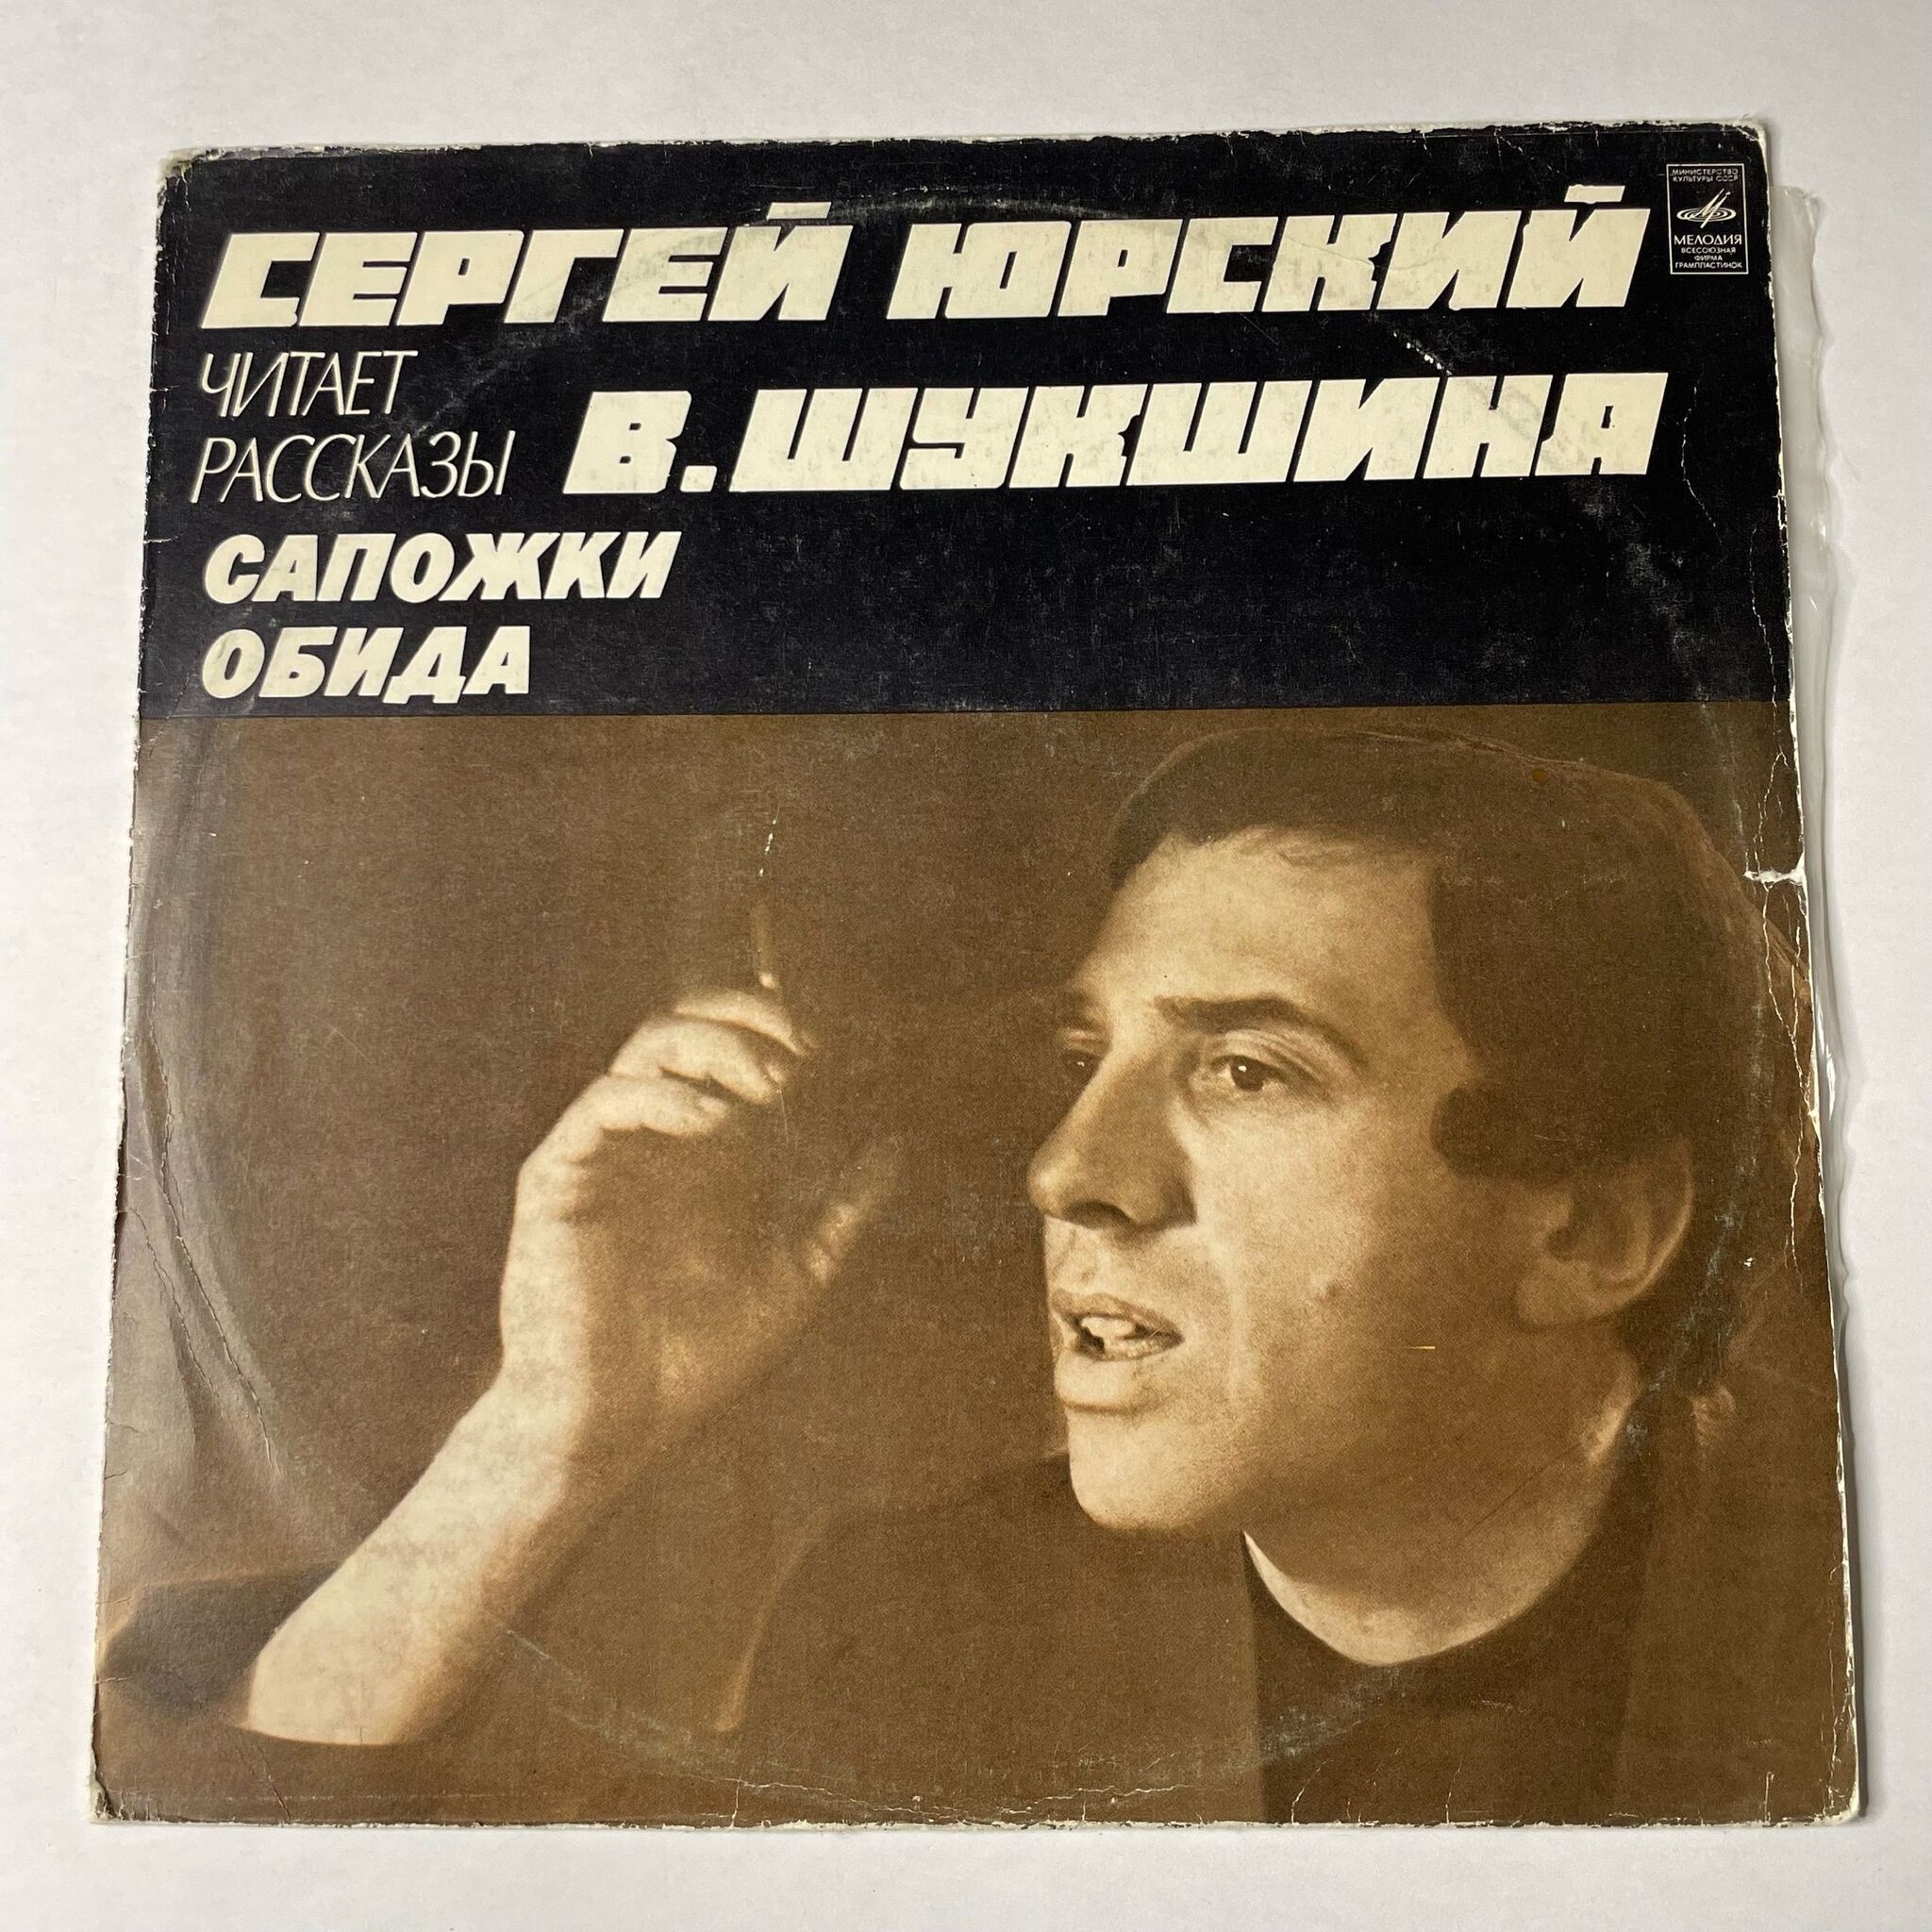 СЕРГЕЙ ЮРСКИЙ
ЧИТАЕТ
РАССКАЗЫ В. ШУКШИНА
САПОЖКИ
ОБИДА
МИНИСТЕРСТВО
КУЛЬТУРЫ СССР
МЕЛОДИЯ
ВСЕСОЮЗНАЯ
ФИРМА
ГРАМПЛАСТИНОК